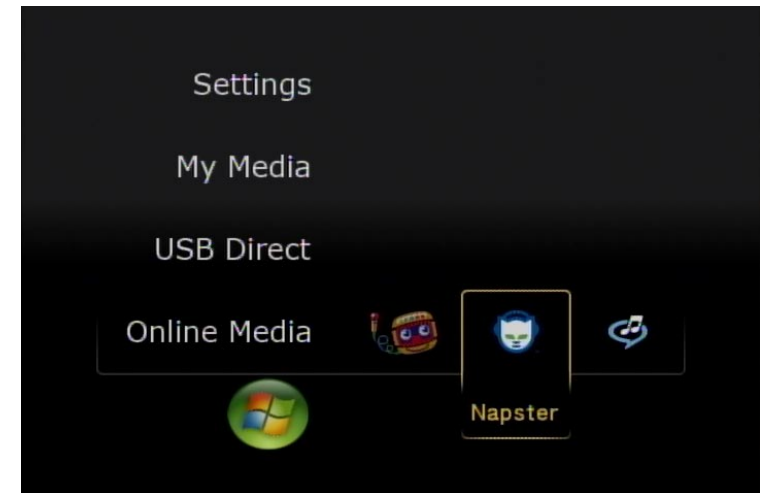 Settings
My Media
USB Direct
Online Media
Napster